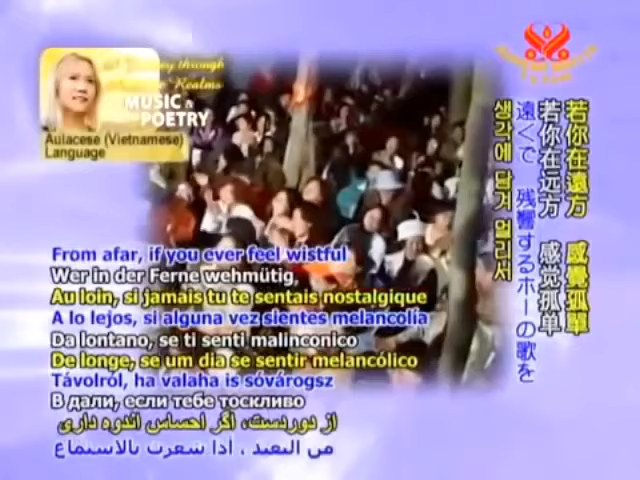 MUSIC &
POETRY
Aulacese (Vietnamese)
Language
From afar, if you ever feel wistful
Wer in der Ferne wehmütig,
Au loin, si jamais tu te sentais nostalgique
A lo lejos, si alguna vez sientes melancolía
Da lontano, se ti senti malinconico
De longe, se um dia se sentir melancólico
Távolról, ha valaha is sóvárogsz
В дали, если тебе тоскливо
از دوردست، اگر احساس اندوه داری
من البعيد ، أذا شعرت بالاستماع
若你在遠方 感覺孤單
若你在远方 感觉孤单
遠くで 残響するホーの歌を
생각에 담겨 멀리서